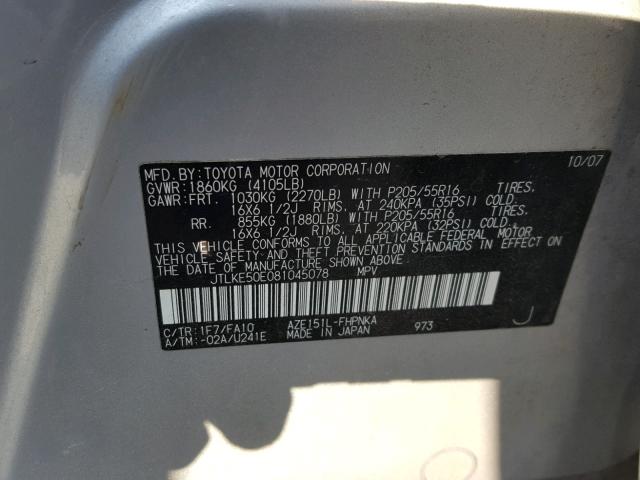 MFD. BY: TOYOTA MOTOR CORPORATION 10/07
GVWR: 1860KG (4105LB)
GAWR: FRT. 1030KG (2270LB) WITH P205/55R16 TIRES.
16X6 1/2J RIMS, AT 240KPA (35PSI) COLD.
RR. 855KG (1880LB) WITH P205/55R16 TIRES.
16X6 1/2J RIMS, AT 220KPA (32PSI) COLD.
THIS VEHICLE CONFORMS TO ALL APPLICABLE FEDERAL MOTOR
VEHICLE SAFETY AND THEFT PREVENTION STANDARDS IN EFFECT ON
THE DATE OF MANUFACTURE SHOWN ABOVE.
JTLKE50E081045078 MPV
C/TR: 1F7/FA10 AZE151L-FHPNKA
A/TM: -02A/U241E MADE IN JAPAN 973 J